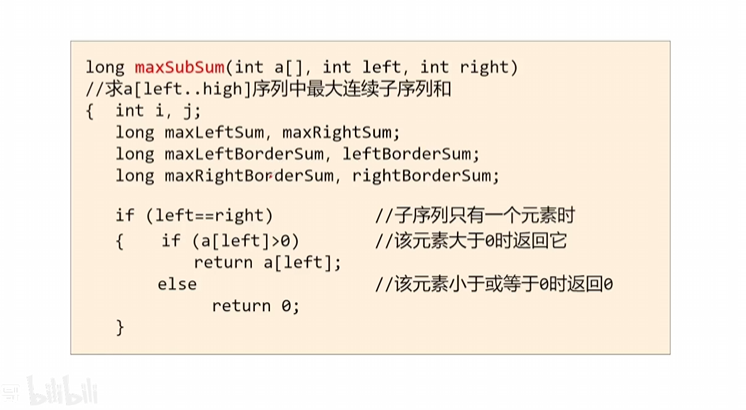 long maxSubSum(int a[], int left, int right)
//求a[left..high]序列中最大连续子序列和
{ int i, j;
long maxLeftSum, maxRightSum;
long maxLeftBorderSum, leftBorderSum;
long maxRightBorderSum, rightBorderSum;
if (left==right) //子序列只有一个元素时
{ if (a[left]>0) //该元素大于0时返回它
return a[left];
else //该元素小于或等于0时返回0
return 0;
}
bilibili